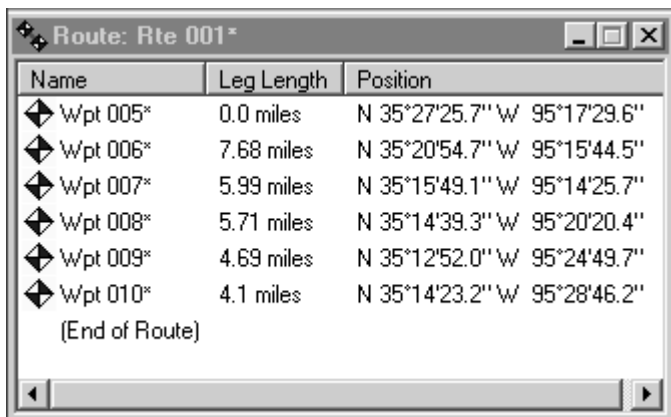 Route: Rte 001*
Name Leg Length Position
Wpt 005* 0.0 miles N 35°27'25.7" W 95°17'29.6"
Wpt 006* 7.68 miles N 35°20'54.7" W 95°15'44.5"
Wpt 007* 5.99 miles N 35°15'49.1" W 95°14'25.7"
Wpt 008* 5.71 miles N 35°14'39.3" W 95°20'20.4"
Wpt 009* 4.69 miles N 35°12'52.0" W 95°24'49.7"
Wpt 010* 4.1 miles N 35°14'23.2" W 95°28'46.2"
(End of Route)